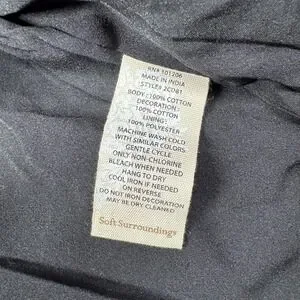 RN# 101206
MADE IN INDIA
STYLE# 2CD81
BODY: 100% COTTON
DECORATION:
100% COTTON
LINING:
100% POLYESTER
MACHINE WASH COLD
WITH SIMILAR COLORS
GENTLE CYCLE
ONLY NON-CHLORINE
BLEACH WHEN NEEDED
HANG TO DRY
COOL IRON IF NEEDED
ON REVERSE
DO NOT IRON DECORATION
MAY BE DRY CLEANED
Soft Surroundings